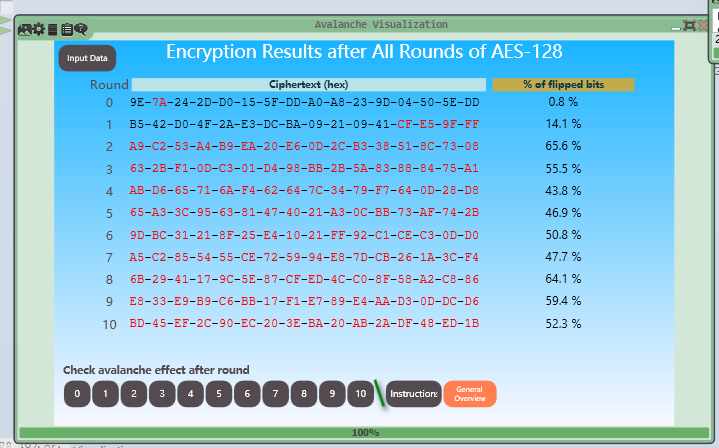 Avalanche Visualization
Input Data
Encryption Results after All Rounds of AES-128
Round Ciphertext (hex) % of flipped bits
0 9E-7A-24-2D-D0-15-5F-DD-A0-A8-23-9D-04-50-5E-DD 0.8 %
1 B5-42-D0-4F-2A-E3-DC-BA-09-21-09-41-CF-E5-9F-FF 14.1 %
2 A9-C2-53-A4-B9-EA-20-E6-0D-2C-B3-38-51-8C-73-08 65.6 %
3 63-2B-F1-0D-C3-01-D4-98-BB-2B-5A-83-88-84-75-A1 55.5 %
4 AB-D6-65-71-6A-F4-62-64-7C-34-79-F7-64-0D-28-D8 43.8 %
5 65-A3-3C-95-63-81-47-40-21-A3-0C-BB-73-AF-74-2B 46.9 %
6 9D-BC-31-21-8F-25-E4-10-21-FF-92-C1-CE-C3-0D-D0 50.8 %
7 A5-C2-85-54-55-CE-72-59-94-E8-7D-CB-26-1A-3C-F4 47.7 %
8 6B-29-41-17-9C-5E-87-CF-ED-4C-C0-8F-58-A2-C8-86 64.1 %
9 E8-33-E9-B9-C6-BB-17-F1-E7-89-E4-AA-D3-0D-DC-D6 59.4 %
10 BD-45-EF-2C-90-EC-20-3E-BA-20-AB-2A-DF-48-ED-1B 52.3 %
Check avalanche effect after round
0 1 2 3 4 5 6 7 8 9 10 Instruction:
General
Overview
100%